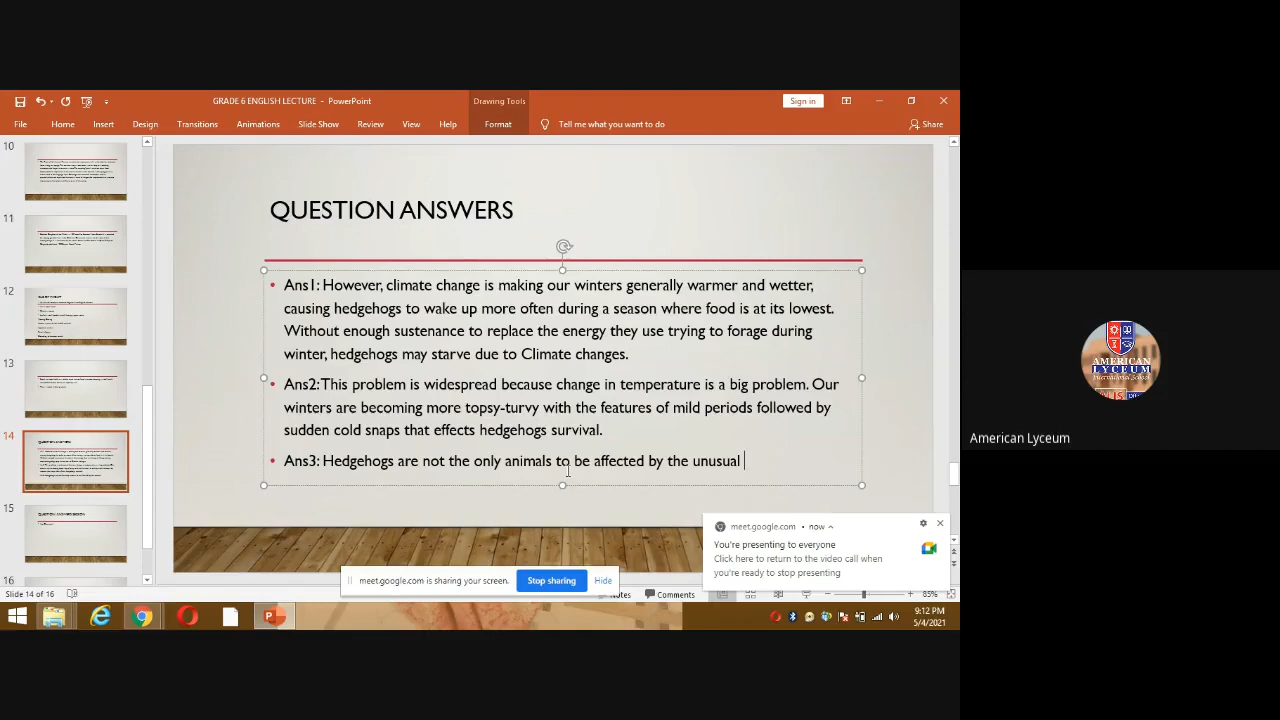 GRADE 6 ENGLISH LECTURE - PowerPoint
Drawing Tools
Sign in
File Home Insert Design Transitions Animations Slide Show Review View Help Format Tell me what you want to do Share
10
11
12
13
14
15
16
QUESTION ANSWERS
• Ans1: However, climate change is making our winters generally warmer and wetter,
causing hedgehogs to wake up more often during a season where food is at its lowest.
Without enough sustenance to replace the energy they use trying to forage during
winter, hedgehogs may starve due to Climate changes.
• Ans2: This problem is widespread because change in temperature is a big problem. Our
winters are becoming more topsy-turvy with the features of mild periods followed by
sudden cold snaps that effects hedgehogs survival.
• Ans3: Hedgehogs are not the only animals to be affected by the unusual
meet.google.com • now
You're presenting to everyone
Click here to return to the video call when
you're ready to stop presenting
meet.google.com is sharing your screen. Stop sharing Hide
Slide 14 of 16
Notes Comments 85%
9:12 PM
5/4/2021
AMERICAN
LYCEUM
American Lyceum